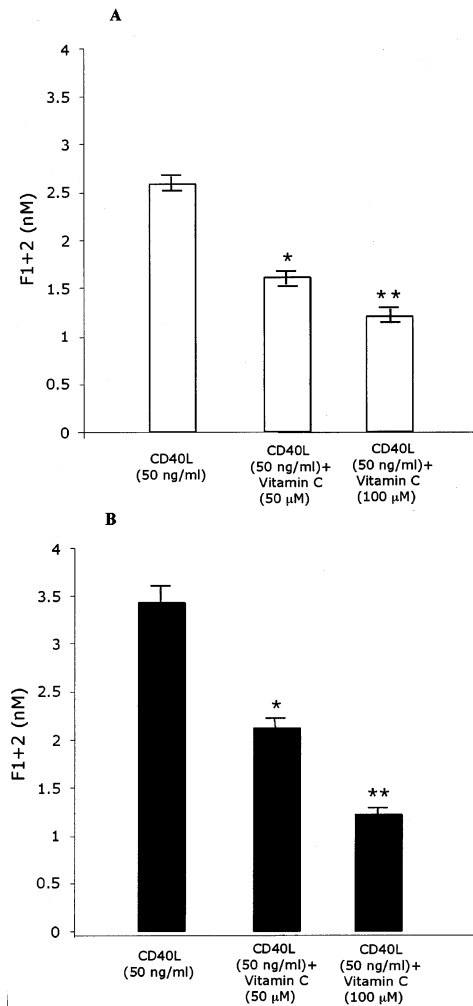 A
4
3.5
3
2.5
2
1.5
1
0.5
0
F1+2 (nM)
*
**
CD40L
(50 ng/ml)
CD40L
(50 ng/ml)+
Vitamin C
(50 μM)
CD40L
(50 ng/ml)+
Vitamin C
(100 μM)
B
4
3.5
3
2.5
2
1.5
1
0.5
0
F1+2 (nM)
*
**
CD40L
(50 ng/ml)
CD40L
(50 ng/ml)+
Vitamin C
(50 μM)
CD40L
(50 ng/ml)+
Vitamin C
(100 μM)